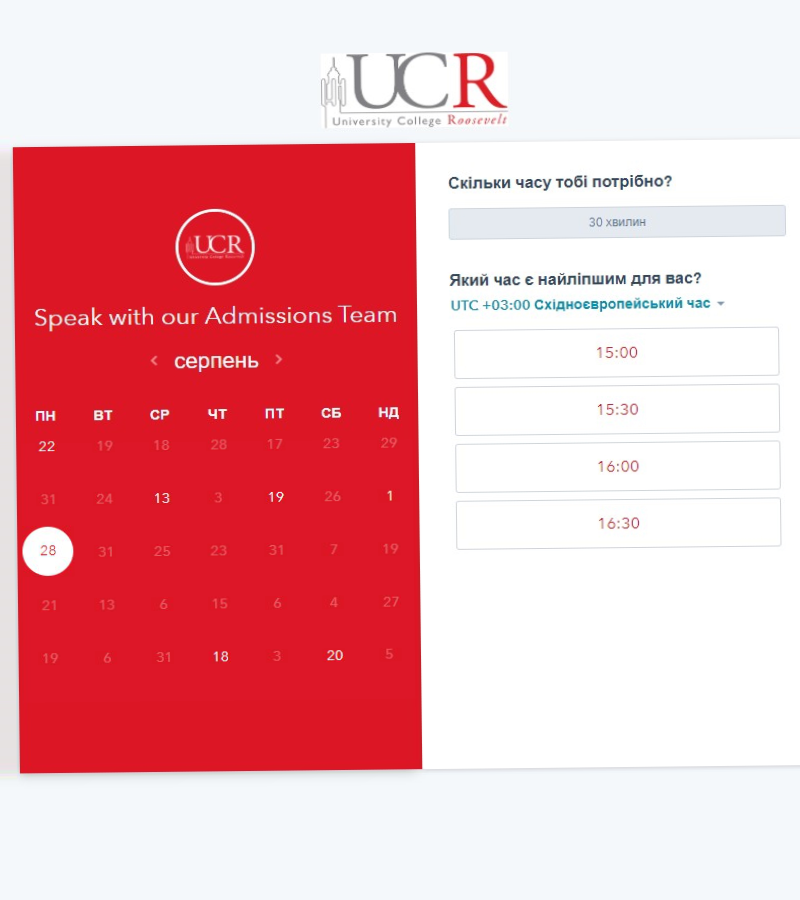 UCR
University College Roosevelt
UCR
University College Roosevelt
Speak with our Admissions Team
серпень
ПН ВТ СР ЧТ ПТ СБ НД
22 19 18 28 17 23 29
31 24 13 3 19 26 1
28 31 25 23 31 7 19
21 13 6 15 6 4 27
19 6 31 18 3 20 5
Скільки часу тобі потрібно?
30 хвилин
Який час є найліпшим для вас?
UTC +03:00 Східноєвропейський час
15:00
15:30
16:00
16:30